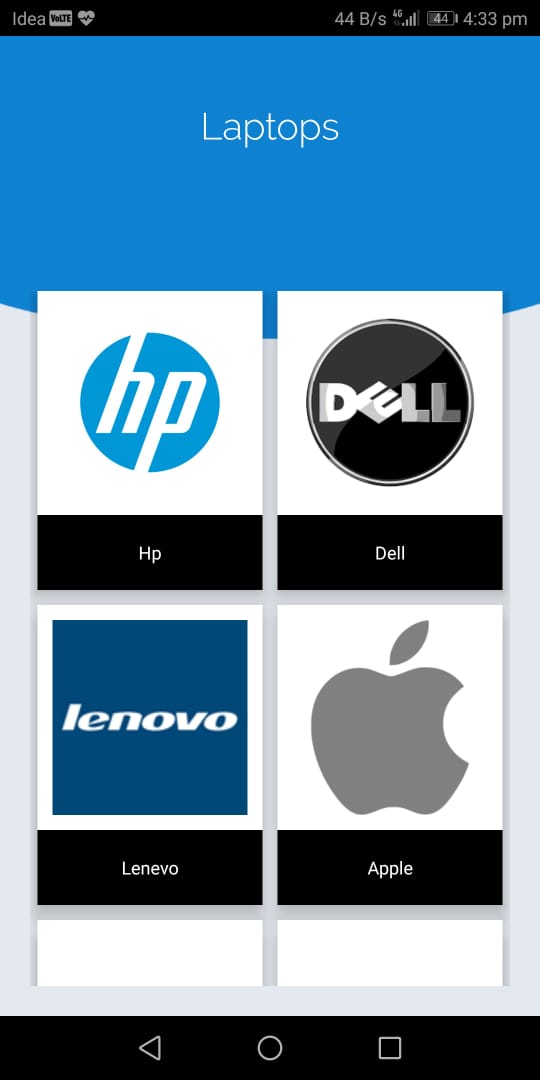 Idea VoLTE 44 B/s 4G 44 4:33 pm
Laptops
hp
DELL
Hp
Dell
lenovo
Lenevo
Apple